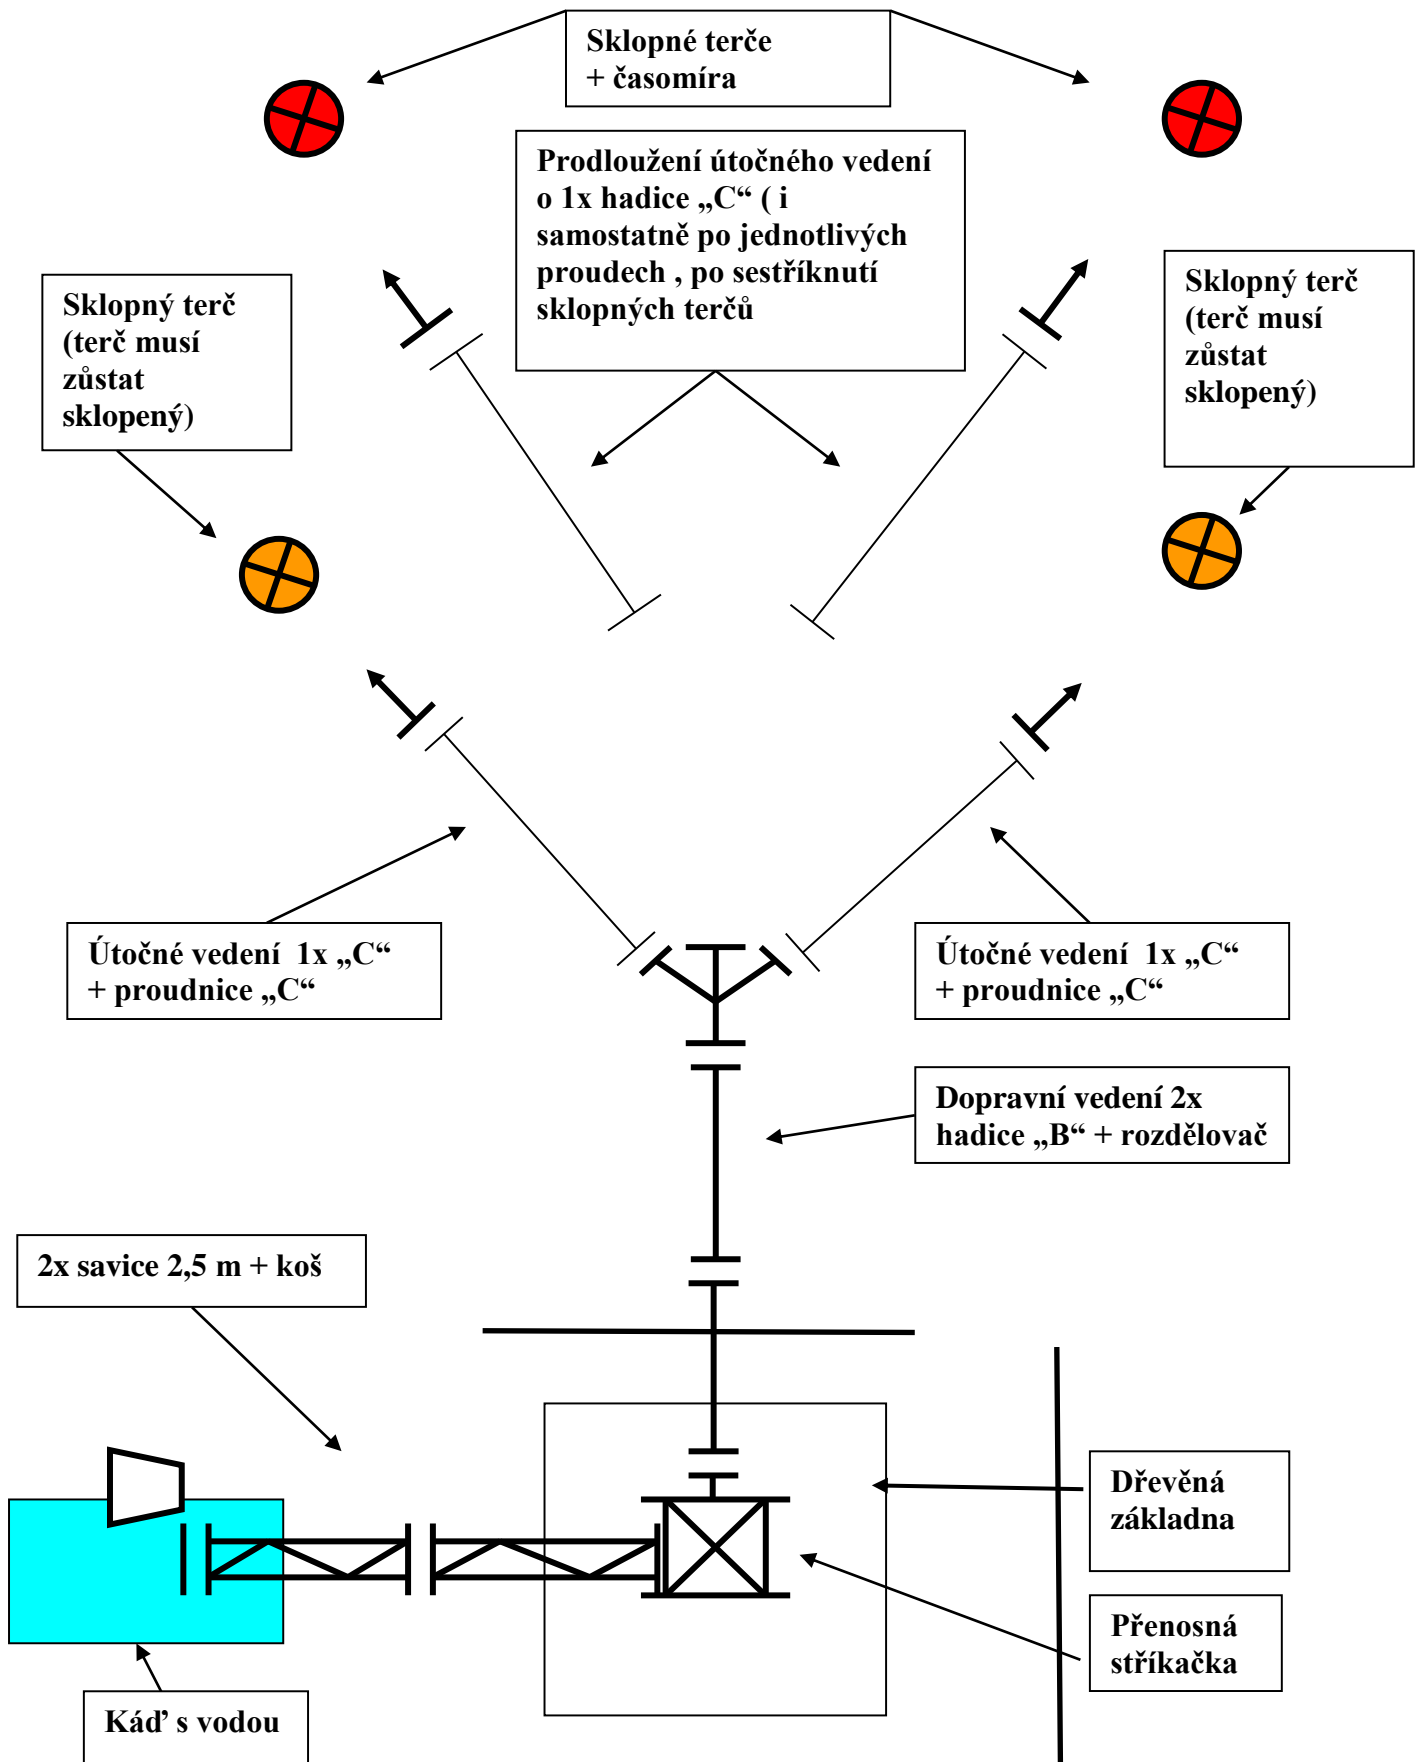 Sklopné terče
+ časomíra
Prodloužení útočného vedení
o 1x hadice „C“ ( i
samostatně po jednotlivých
proudech , po sestříknutí
sklopných terčů
Sklopný terč
(terč musí
zůstat
sklopený)
Sklopný terč
(terč musí
zůstat
sklopený)
Útočné vedení  1x „C“
+ proudnice „C“
Útočné vedení  1x „C“
+ proudnice „C“
Dopravní vedení 2x
hadice „B“ + rozdělovač
2x savice 2,5 m + koš
Dřevěná
základna
Přenosná
stříkačka
Káď s vodou